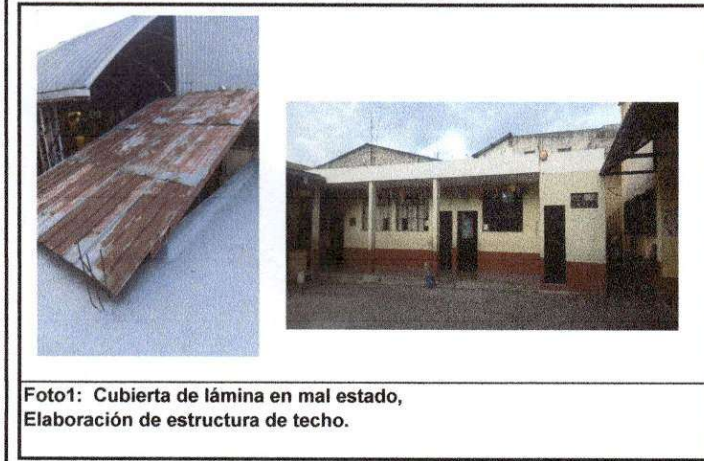 Foto1: Cubierta de lámina en mal estado,
Elaboración de estructura de techo.